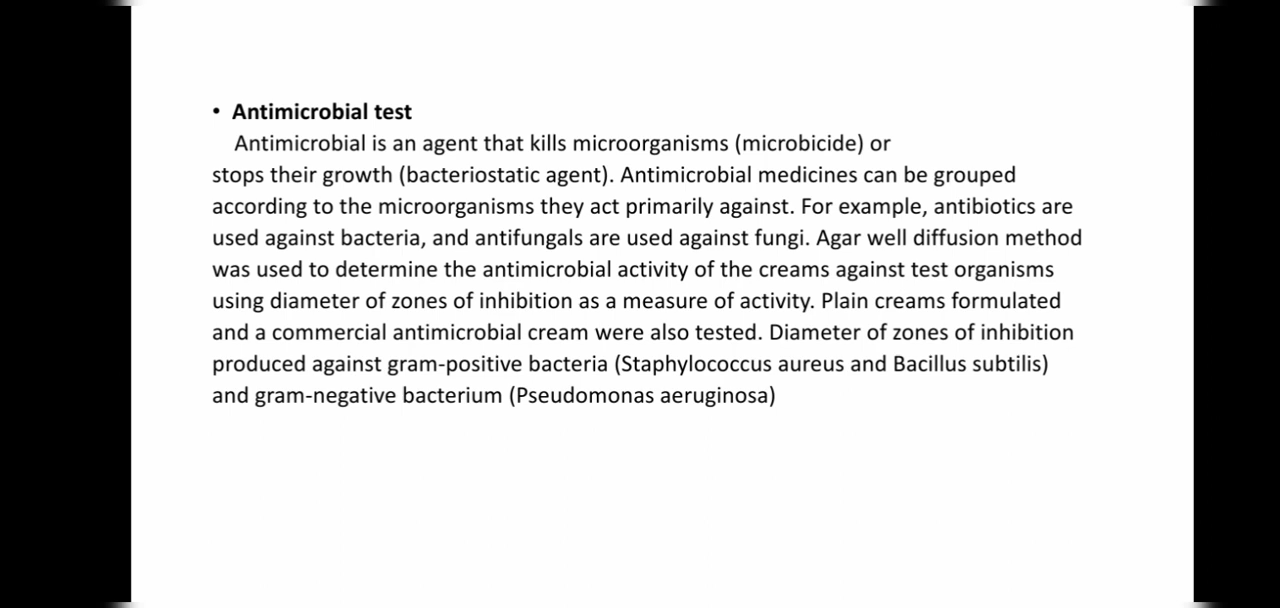 • Antimicrobial test
Antimicrobial is an agent that kills microorganisms (microbicide) or
stops their growth (bacteriostatic agent). Antimicrobial medicines can be grouped
according to the microorganisms they act primarily against. For example, antibiotics are
used against bacteria, and antifungals are used against fungi. Agar well diffusion method
was used to determine the antimicrobial activity of the creams against test organisms
using diameter of zones of inhibition as a measure of activity. Plain creams formulated
and a commercial antimicrobial cream were also tested. Diameter of zones of inhibition
produced against gram-positive bacteria (Staphylococcus aureus and Bacillus subtilis)
and gram-negative bacterium (Pseudomonas aeruginosa)